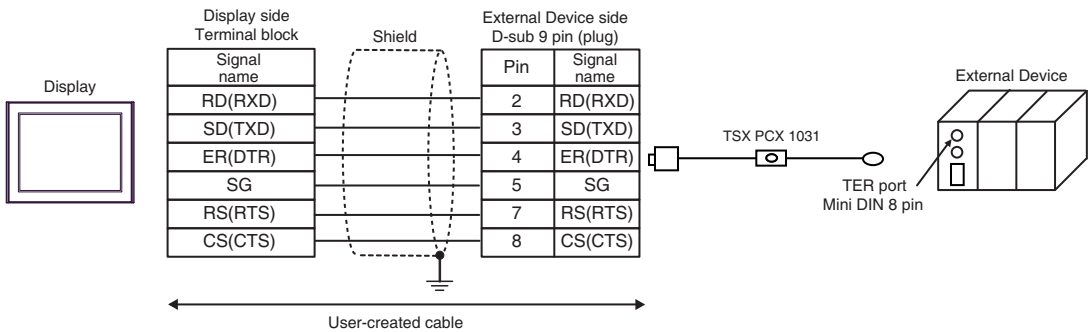 Display
Display side
Terminal block
Shield
External Device side
D-sub 9 pin (plug)
Signal name
Pin
Signal name
RD(RXD) 2 RD(RXD)
SD(TXD) 3 SD(TXD)
ER(DTR) 4 ER(DTR)
SG 5 SG
RS(RTS) 7 RS(RTS)
CS(CTS) 8 CS(CTS)
User-created cable
TSX PCX 1031
External Device
TER port
Mini DIN 8 pin